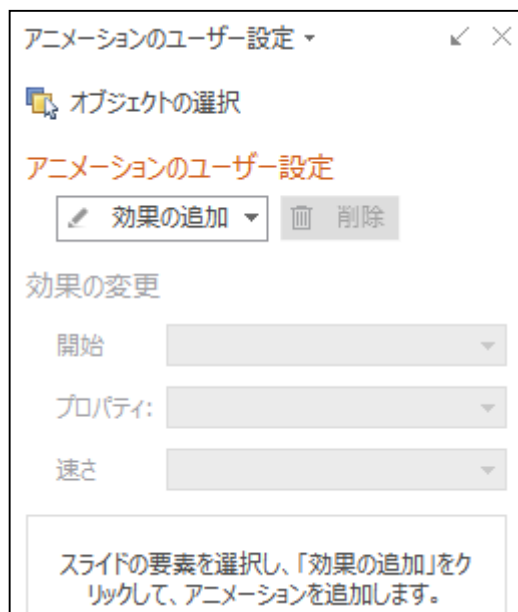 アニメーションのユーザー設定
オブジェクトの選択
アニメーションのユーザー設定
効果の追加 削除
効果の変更
開始
プロパティ:
速さ
スライドの要素を選択し、「効果の追加」をク
リックして、アニメーションを追加します。